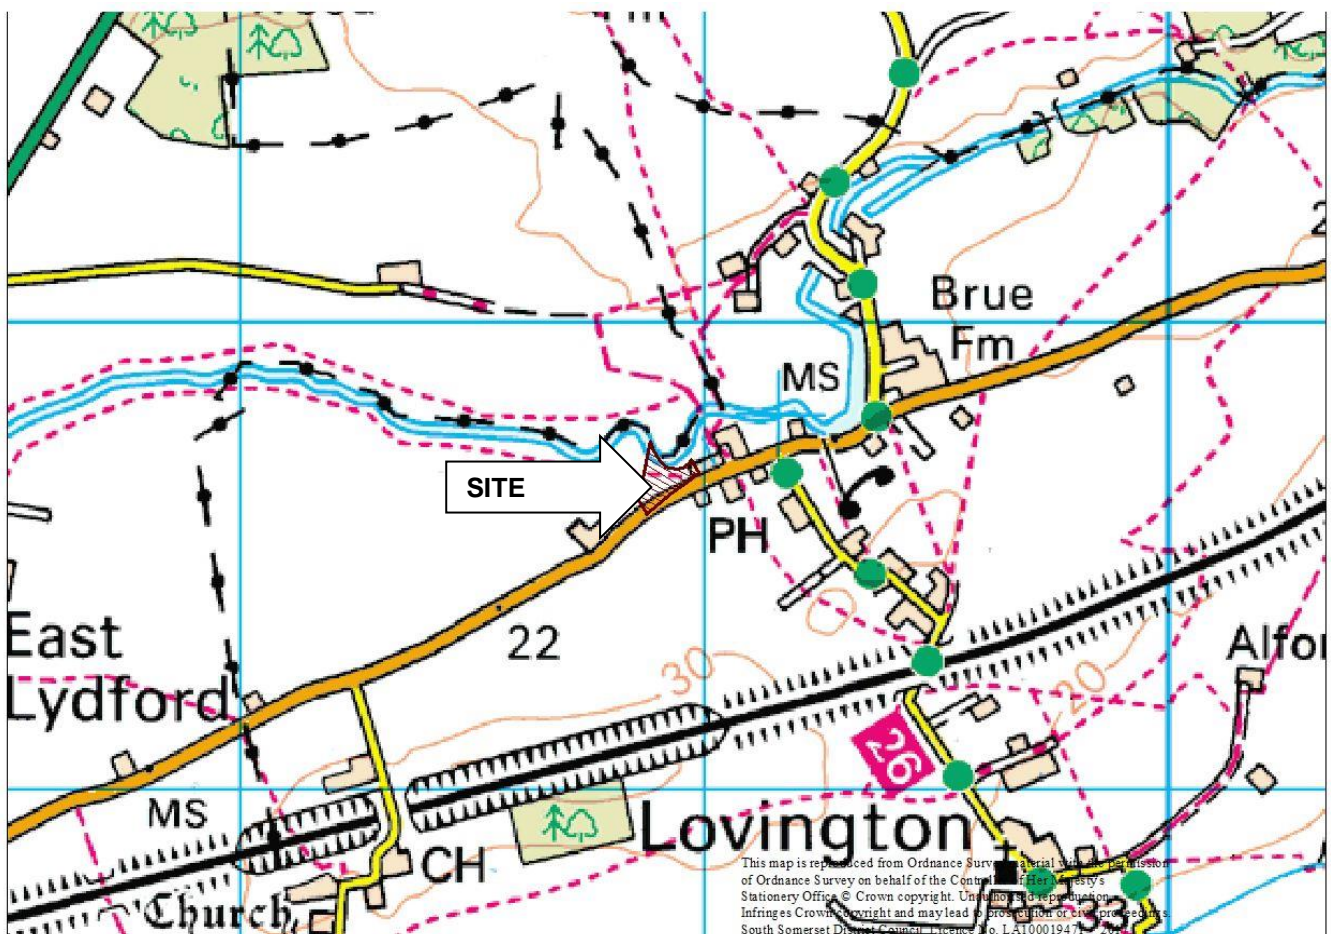 Brue
Fm
MS
SITE
PH
East
Lydford
22
30
20
26
MS
Lovington
CH
Church
This map is reproduced from Ordnance Survey material with the permission
of Ordnance Survey on behalf of the Controller of Her Majesty's
Stationery Office © Crown copyright. Unauthorised reproduction
Infringes Crown copyright and may lead to prosecution or civil proceedings.
South Somerset District Council. Licence No. LA100019471